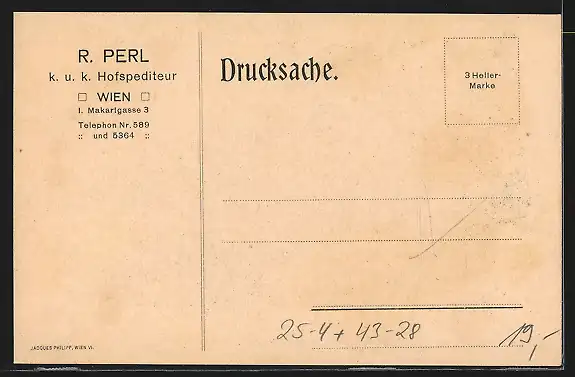 R. PERL
k. u. k. Hofspediteur
□ WIEN □
I. Makartgasse 3
Telephon Nr. 589
:: und 5364 ::
Drucksache.
3 Heller-
Marke
25-4+ 43-28
19,-
JACQUES PHILIPP, WIEN VI.